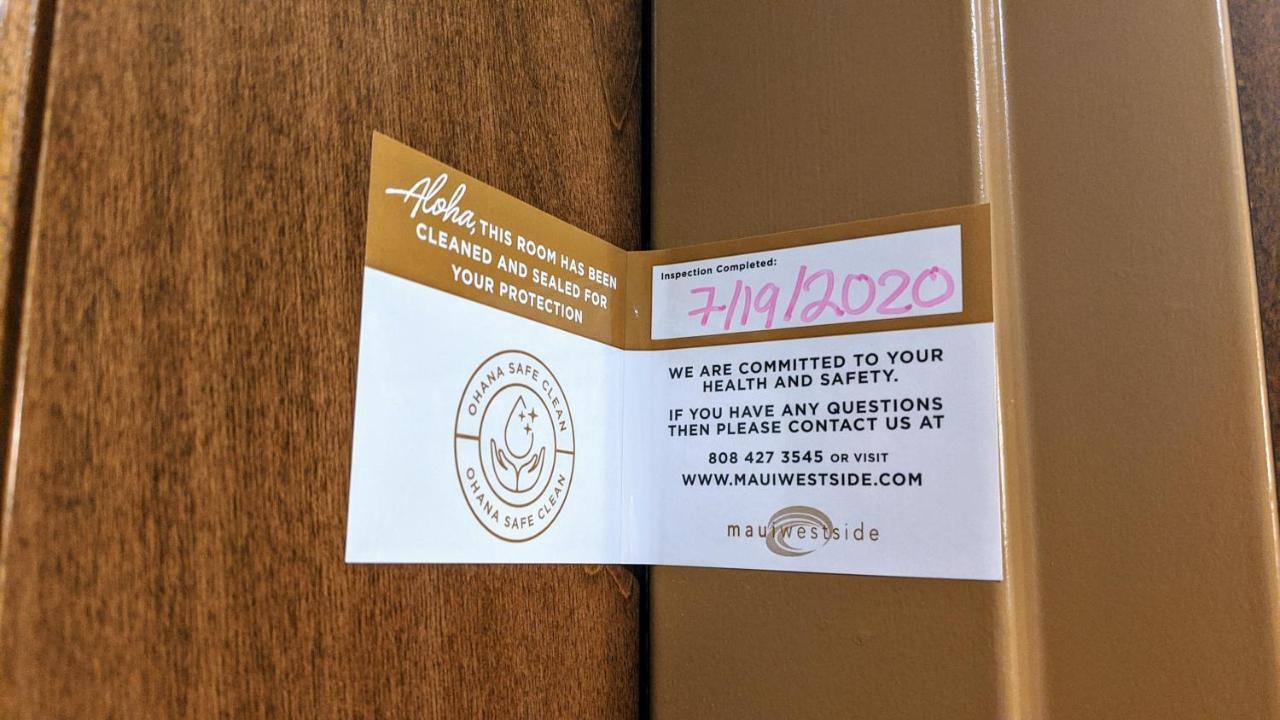 Aloha, THIS ROOM HAS BEEN
CLEANED AND SEALED FOR
YOUR PROTECTION
OHANA SAFE CLEAN
OHANA SAFE CLEAN
Inspection Completed:
7/19/2020
WE ARE COMMITTED TO YOUR
HEALTH AND SAFETY.
IF YOU HAVE ANY QUESTIONS
THEN PLEASE CONTACT US AT
808 427 3545 OR VISIT
WWW.MAUIWESTSIDE.COM
mauiwestside